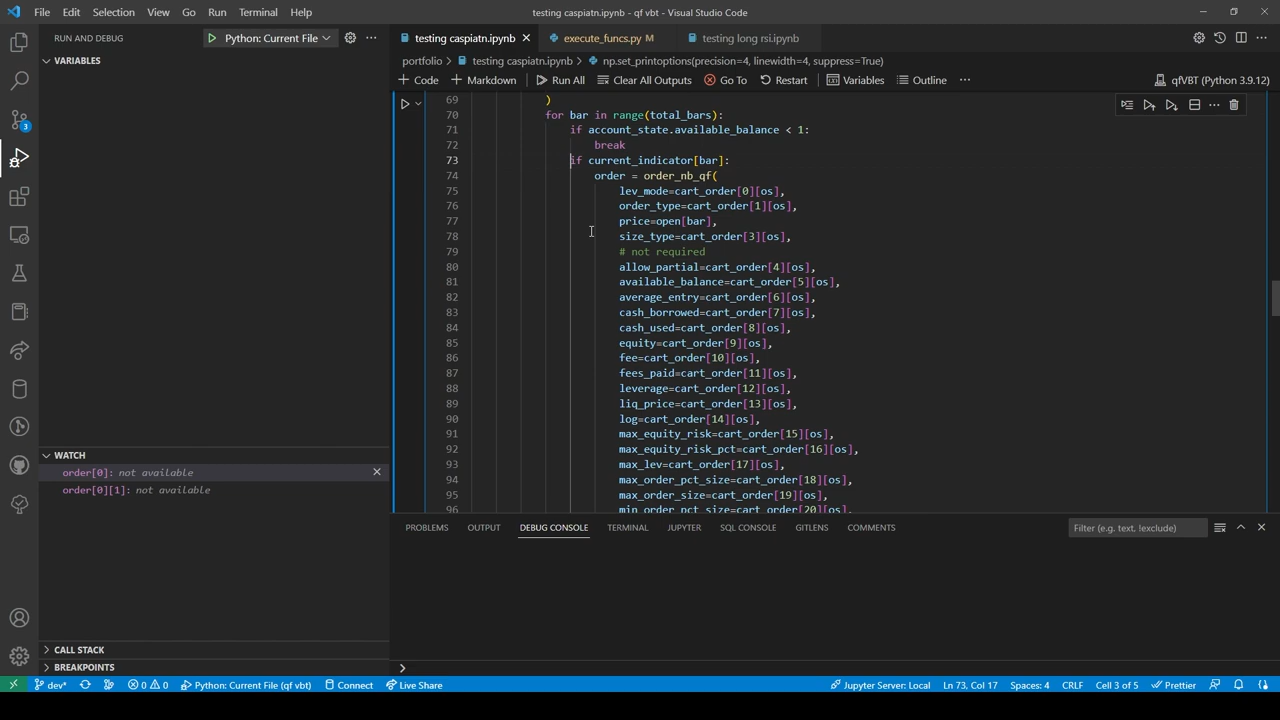 File Edit Selection View Go Run Terminal Help
testing caspiatn.ipynb - qf vbt - Visual Studio Code
RUN AND DEBUG
Python: Current File
testing caspiatn.ipynb
execute_funcs.py M
testing long rsi.ipynb
VARIABLES
portfolio > testing caspiatn.ipynb > np.set_printoptions(precision=4, linewidth=4, suppress=True)
+ Code + Markdown Run All Clear All Outputs Go To Restart Variables Outline ...
qfVBT (Python 3.9.12)
69 )
70 for bar in range(total_bars):
71 if account_state.available_balance < 1:
72 break
73 if current_indicator[bar]:
74 order = order_nb_qf(
75 lev_mode=cart_order[0][os],
76 order_type=cart_order[1][os],
77 price=open[bar],
78 size_type=cart_order[3][os],
79 # not required
80 allow_partial=cart_order[4][os],
81 available_balance=cart_order[5][os],
82 average_entry=cart_order[6][os],
83 cash_borrowed=cart_order[7][os],
84 cash_used=cart_order[8][os],
85 equity=cart_order[9][os],
86 fee=cart_order[10][os],
87 fees_paid=cart_order[11][os],
88 leverage=cart_order[12][os],
89 liq_price=cart_order[13][os],
90 log=cart_order[14][os],
91 max_equity_risk=cart_order[15][os],
92 max_equity_risk_pct=cart_order[16][os],
93 max_lev=cart_order[17][os],
94 max_order_pct_size=cart_order[18][os],
95 max_order_size=cart_order[19][os],
96 min_order_pct_size=cart_order[20][os],
3
WATCH
order[0]: not available
order[0][1]: not available
PROBLEMS OUTPUT DEBUG CONSOLE TERMINAL JUPYTER SQL CONSOLE GITLENS COMMENTS
Filter (e.g. text, !exclude)
CALL STACK
BREAKPOINTS
dev* 0 0 Python: Current File (qf vbt) Connect Live Share
Jupyter Server: Local Ln 73, Col 17 Spaces: 4 CRLF Cell 3 of 5 Prettier